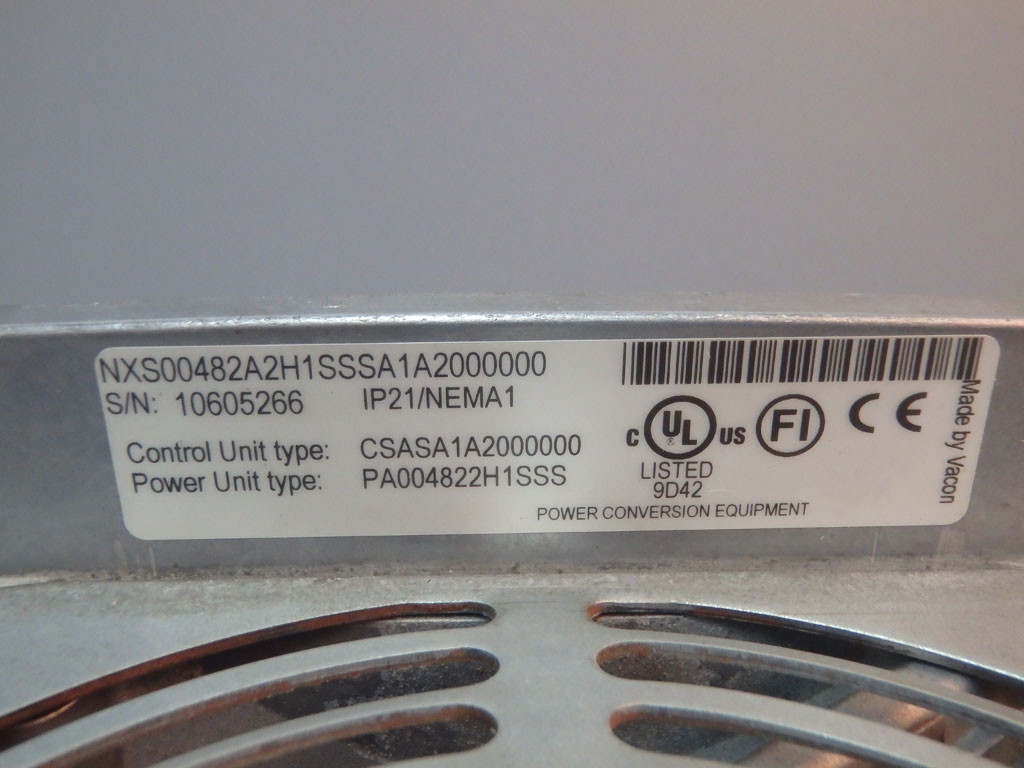 NXS00482A2H1SSSA1A2000000
S/N: 10605266 IP21/NEMA1
Control Unit type: CSASA1A2000000
Power Unit type: PA004822H1SSS
C UL ® US FI CE
LISTED
9D42
POWER CONVERSION EQUIPMENT
Made by Vacon